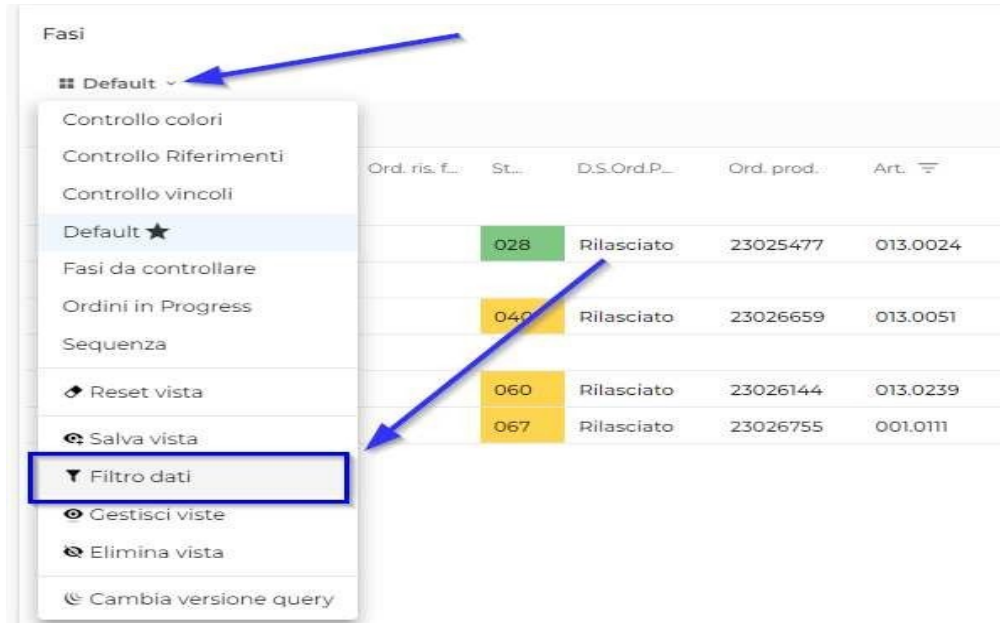 Fasi
Default
Controllo colori
Controllo Riferimenti
Ord. ris. f... St... D.S.Ord.P... Ord. prod. Art.
Controllo vincoli
Default
028 Rilasciato 23025477 013.0024
Fasi da controllare
Ordini in Progress
040 Rilasciato 23026659 013.0051
Sequenza
Reset vista
060 Rilasciato 23026144 013.0239
Salva vista
067 Rilasciato 23026755 001.0111
Filtro dati
Gestisci viste
Elimina vista
Cambia versione query